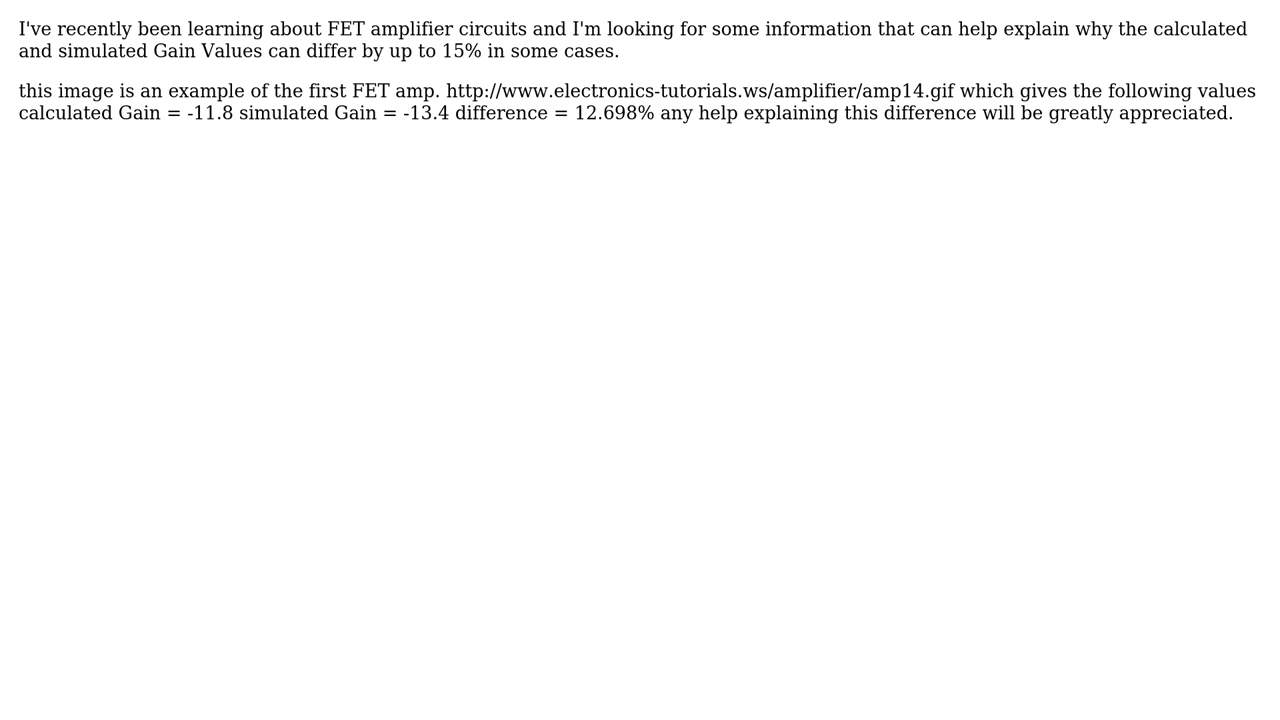 I've recently been learning about FET amplifier circuits and I'm looking for some information that can help explain why the calculated
and simulated Gain Values can differ by up to 15% in some cases.
this image is an example of the first FET amp. http://www.electronics-tutorials.ws/amplifier/amp14.gif which gives the following values
calculated Gain = -11.8 simulated Gain = -13.4 difference = 12.698% any help explaining this difference will be greatly appreciated.